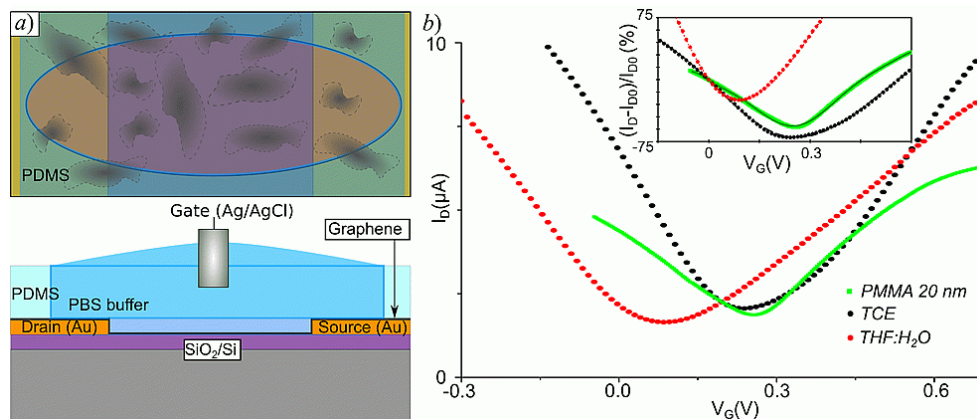 a)
PDMS
Gate (Ag/AgCl)
Graphene
PDMS
PBS buffer
Drain (Au)
Source (Au)
SiO₂/Si
b)
10
I_D(μA)
0
-0.3
0.0
0.3
0.6
V_G(V)
75
(I_D-I_D0)/I_D0 (%)
-75
0
0.3
V_G(V)
PMMA 20 nm
TCE
THF:H₂O